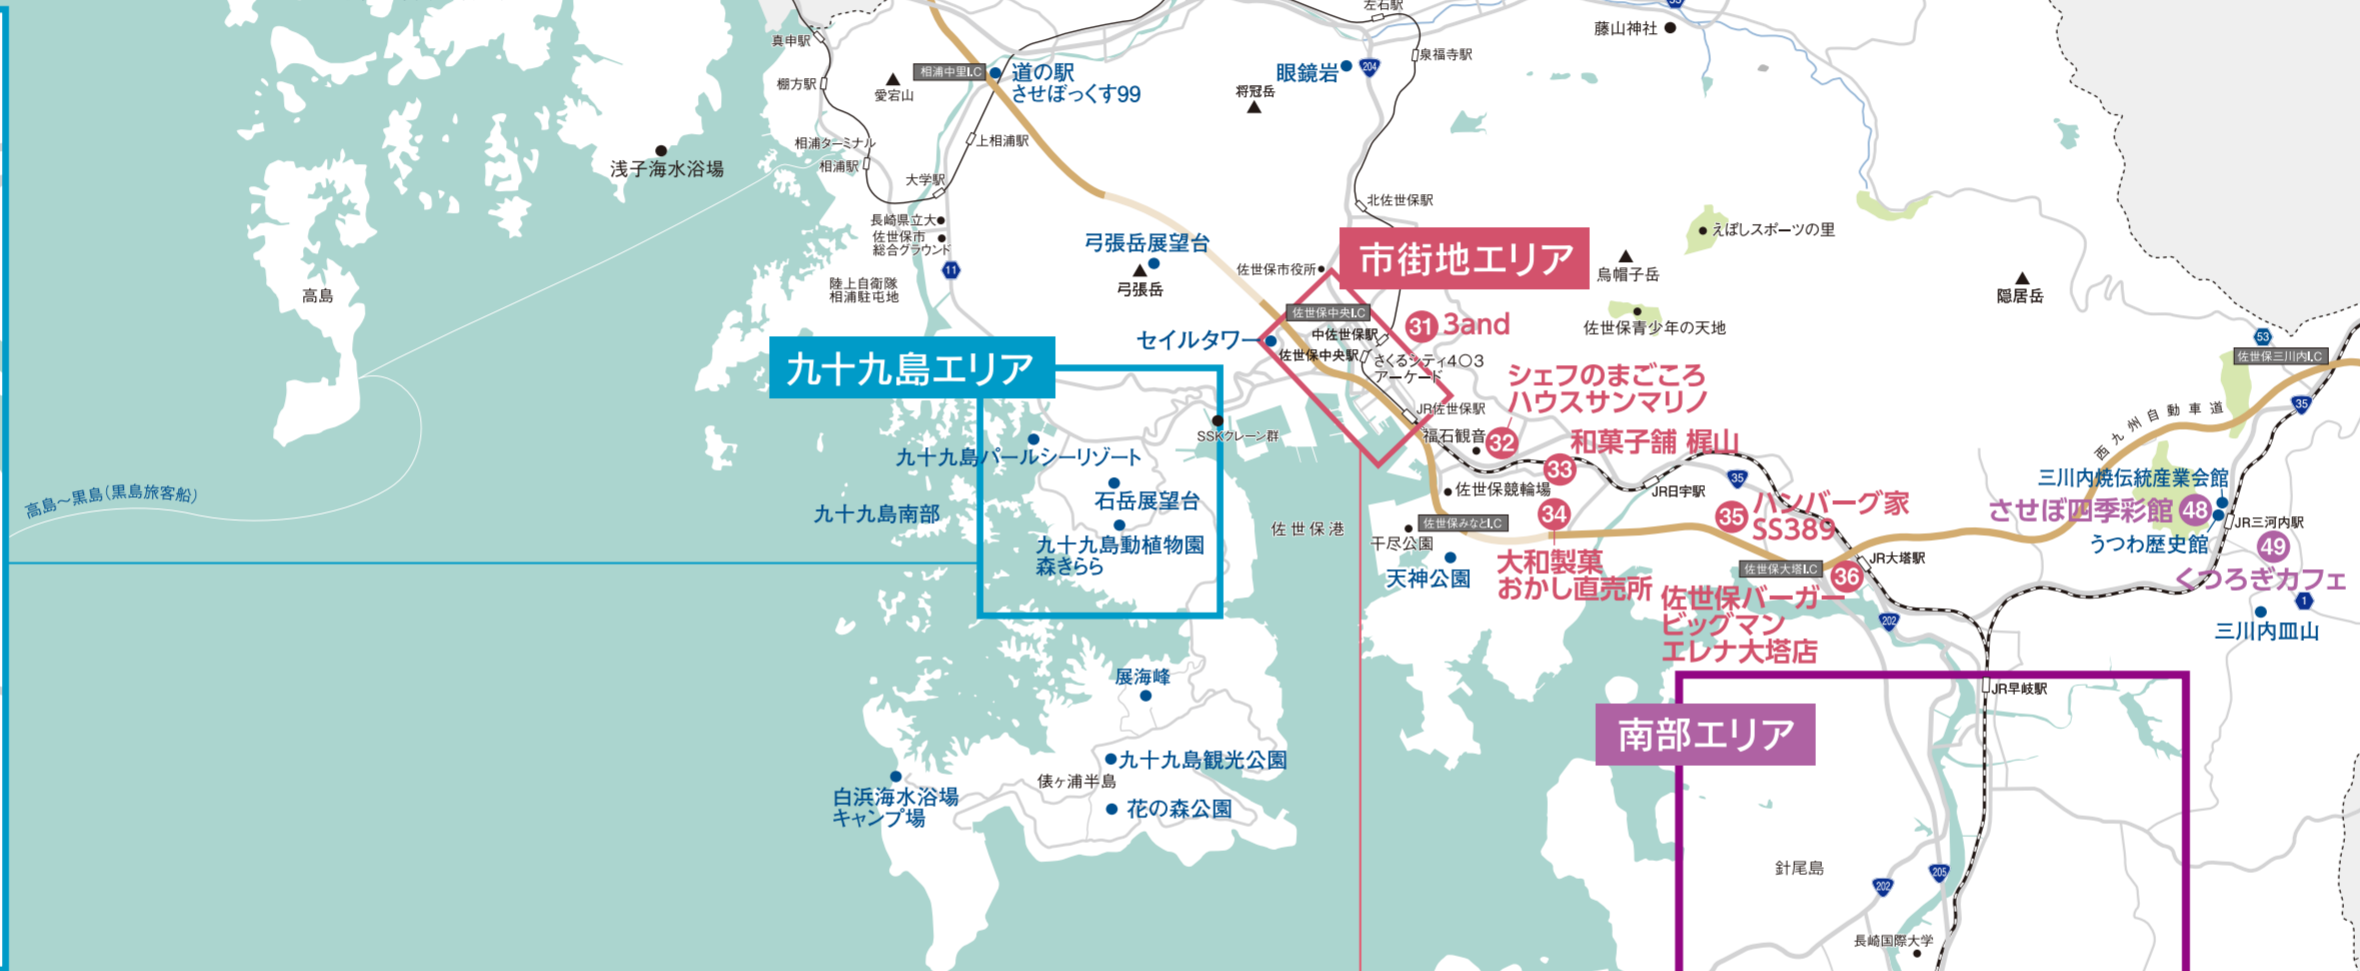 左石駅
53
真申駅
藤山神社
泉福寺駅
相浦中里I.C
道の駅
させぼっくす99
眼鏡岩
204
棚方駅
愛宕山
将冠岳
相浦ターミナル
上相浦駅
浅子海水浴場
相浦駅
大学駅
北佐世保駅
長崎県立大
佐世保市
総合グラウンド
弓張岳展望台
えぼしスポーツの里
市街地エリア
佐世保市役所
11
陸上自衛隊
相浦駐屯地
弓張岳
烏帽子岳
隠居岳
高島
佐世保中央I.C
31 3and
佐世保青少年の天地
53
セイルタワー
中佐世保駅
佐世保中央駅
さくるシティ4〇3
アーケード
佐世保三川内I.C
九十九島エリア
シェフのまごころ
ハウスサンマリノ
JR佐世保駅
35
西九州自動車道
SSKクレーン群
福石観音
32
和菓子舗 梶山
33
九十九島パールシーリゾート
35
三川内焼伝統産業会館
高島～黒島(黒島旅客船)
石岳展望台
佐世保競輪場
JR日宇駅
九十九島南部
34
35
ハンバーグ家
SS389
させぼ四季彩館 48
JR三河内駅
佐世保港
佐世保みなとI.C
干尽公園
九十九島動植物園
森きらら
うつわ歴史館
49
天神公園
大和製菓
おかし直売所
佐世保大塔I.C
36
JR大塔駅
くつろぎカフェ
1
佐世保バーガー
ビッグマン
エレナ大塔店
202
三川内皿山
展海峰
JR早岐駅
南部エリア
九十九島観光公園
俵ヶ浦半島
白浜海水浴場
キャンプ場
花の森公園
針尾島
202
205
長崎国際大学